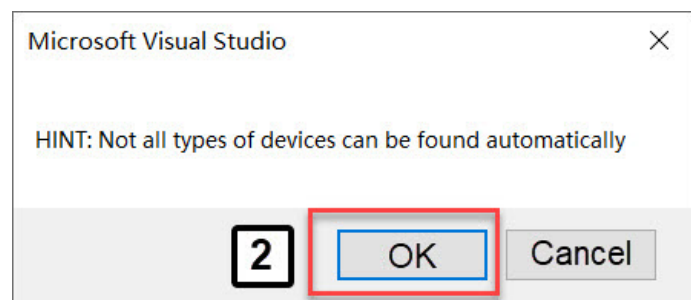 Microsoft Visual Studio
HINT: Not all types of devices can be found automatically
2
OK
Cancel